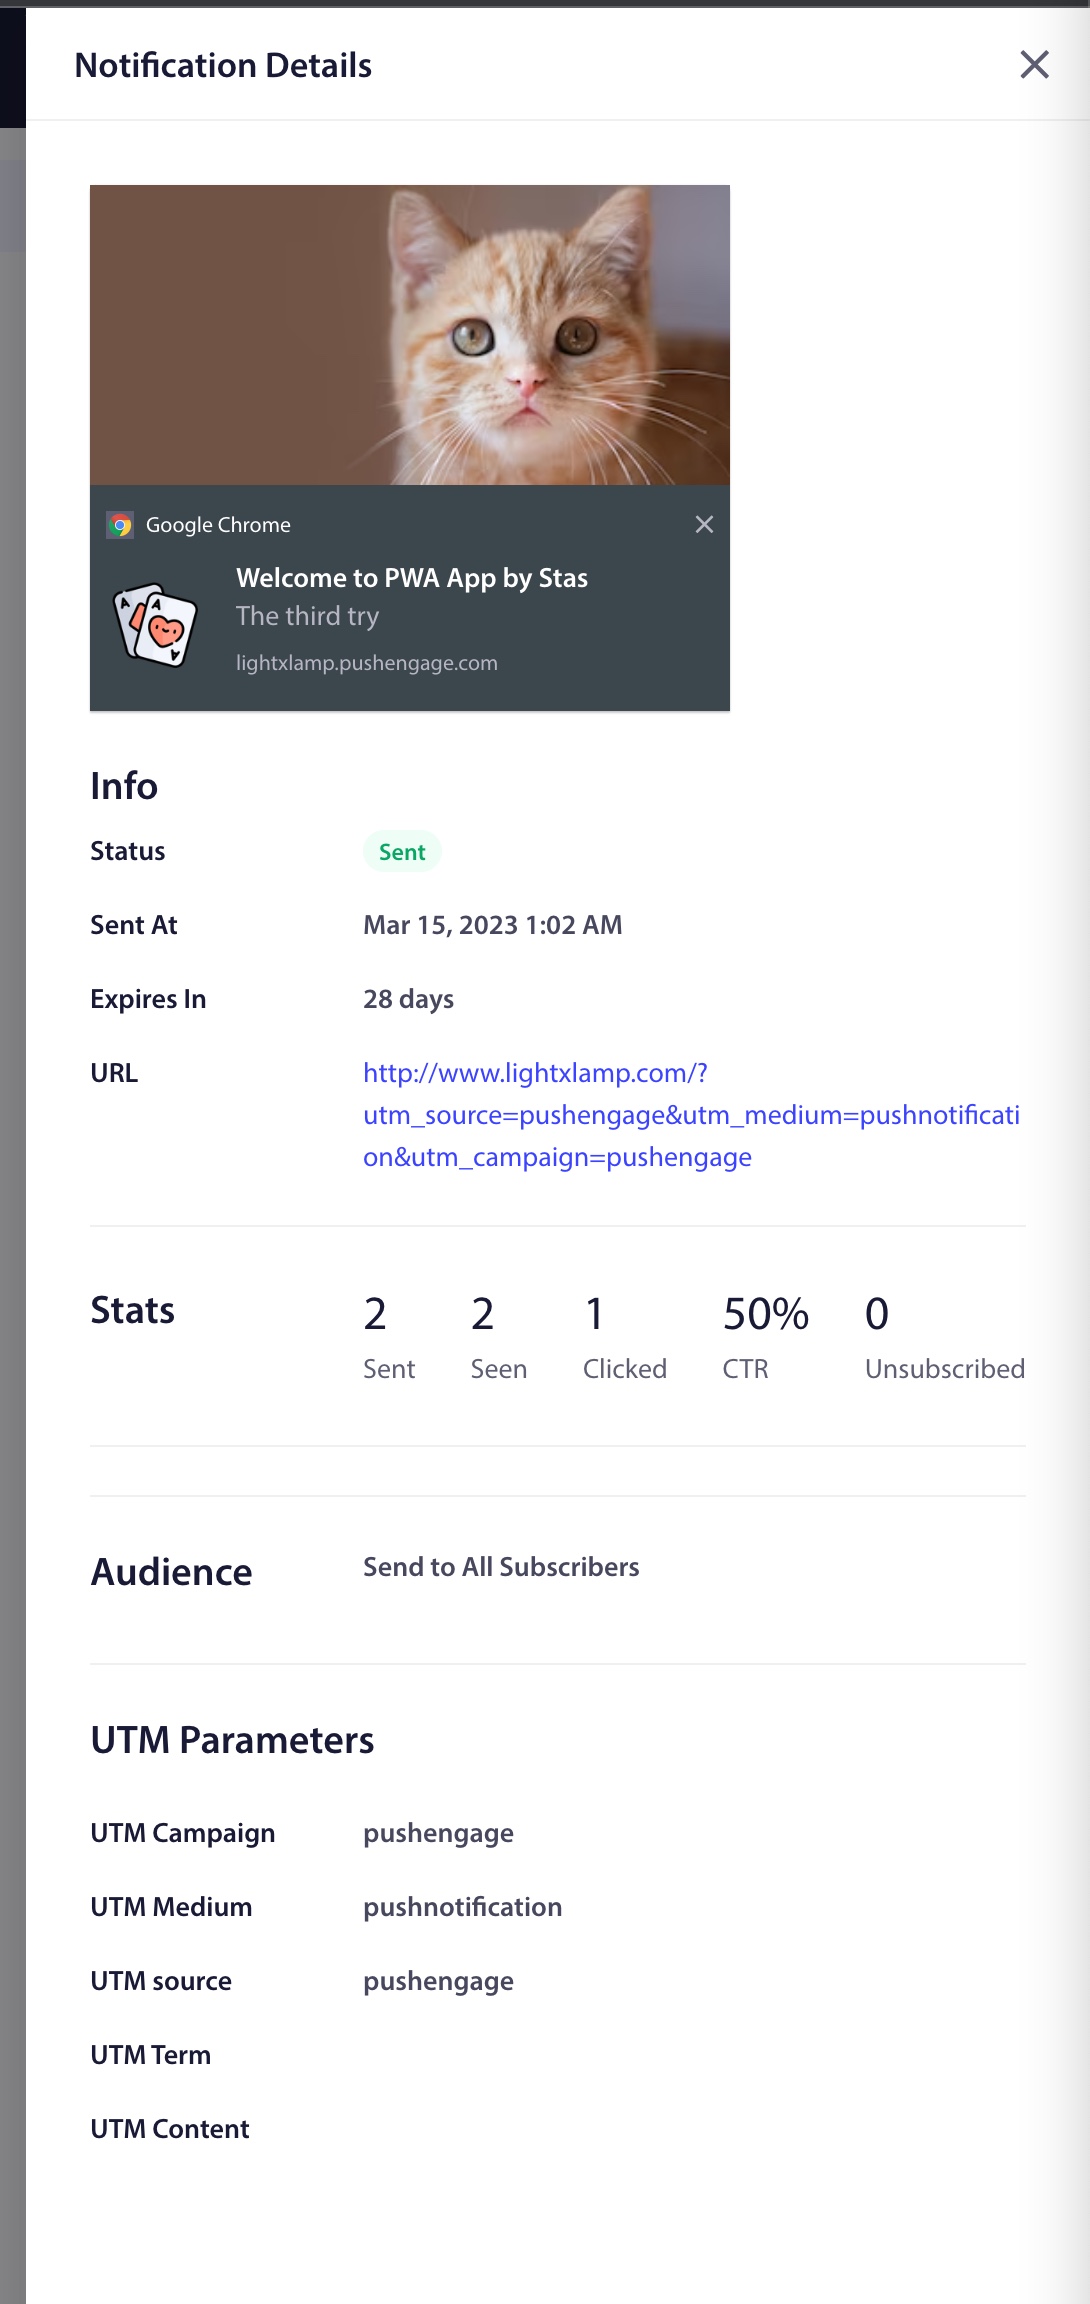 Notification Details
Google Chrome
Welcome to PWA App by Stas
The third try
lightxlamp.pushengage.com
A
A
A
Info
Status Sent
Sent At Mar 15, 2023 1:02 AM
Expires In 28 days
URL http://www.lightxlamp.com/?
utm_source=pushengage&utm_medium=pushnotificati
on&utm_campaign=pushengage
Stats 2 2 1 50% 0
Sent Seen Clicked CTR Unsubscribed
Audience Send to All Subscribers
UTM Parameters
UTM Campaign pushengage
UTM Medium pushnotification
UTM source pushengage
UTM Term
UTM Content